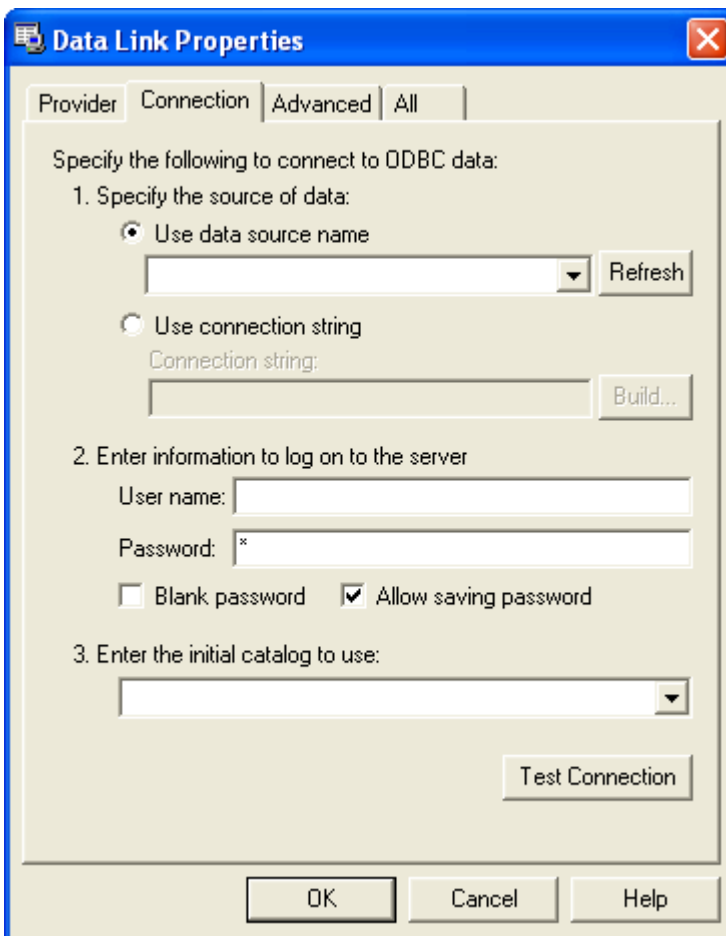 Data Link Properties
Provider Connection Advanced All
Specify the following to connect to ODBC data:
1. Specify the source of data:
Use data source name
Refresh
Use connection string
Connection string:
Build...
2. Enter information to log on to the server
User name:
Password: *
Blank password Allow saving password
3. Enter the initial catalog to use:
Test Connection
OK Cancel Help